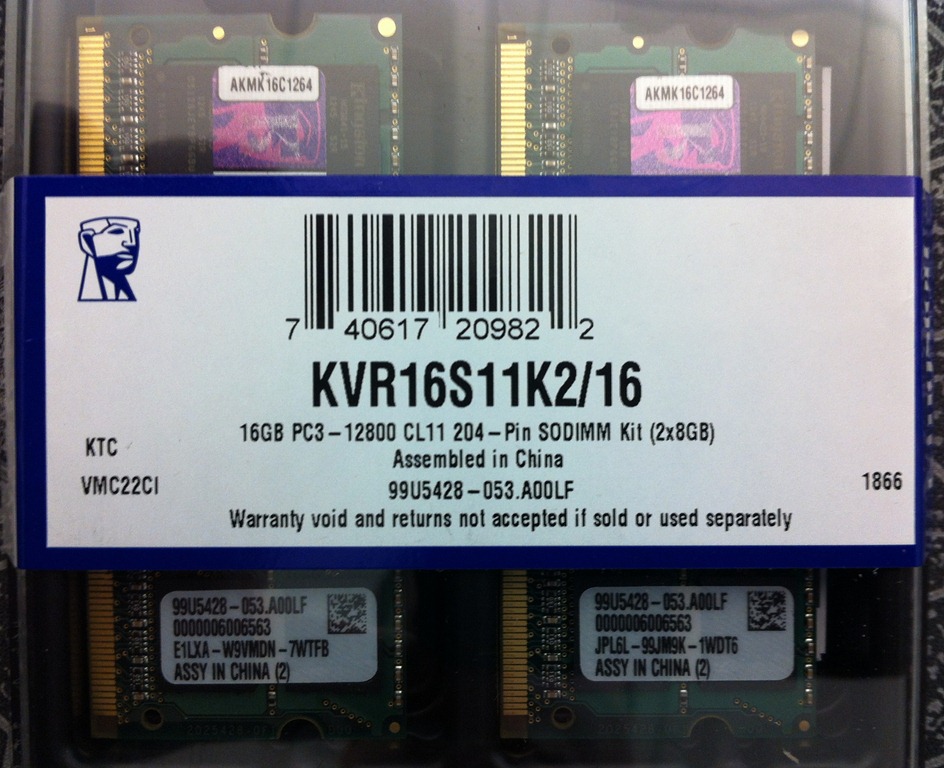 1
1
AKMK16C1264
AKMK16C1264
7 40617 20982 2
KVR16S11K2/16
16GB PC3-12800 CL11 204-Pin SODIMM Kit (2x8GB)
KTC
Assembled in China
VMC22CI
99U5428-053.A00LF
1866
Warranty void and returns not accepted if sold or used separately
99U5428-053.A00LF
0000006006563
E1LXA-W9VMDN-7WTFB
ASSY IN CHINA (2)
99U5428-053.A00LF
0000006006563
JPL6L-99JM9K-1WDT6
ASSY IN CHINA (2)